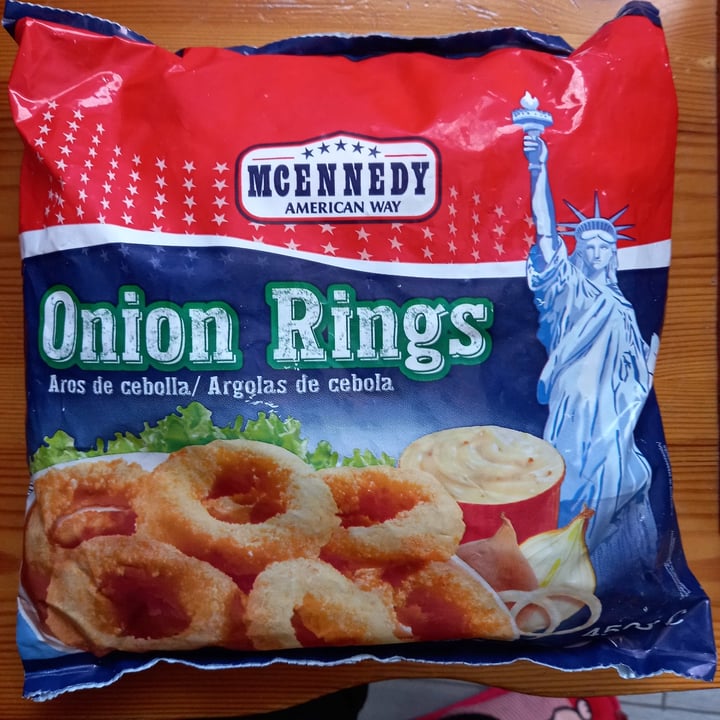 MCENNEDY
AMERICAN WAY
Onion Rings
Aros de cebolla/ Argolas de cebola